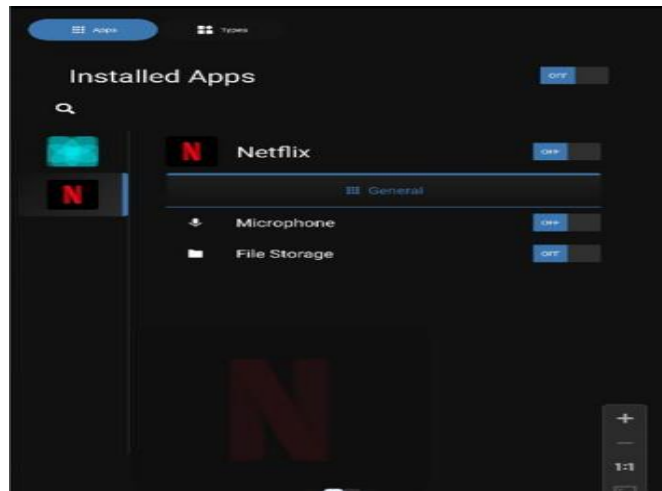 Apps Types
Installed Apps OFF
N Netflix OFF
N
General
Microphone OFF
File Storage OFF
N
+
−
1:1